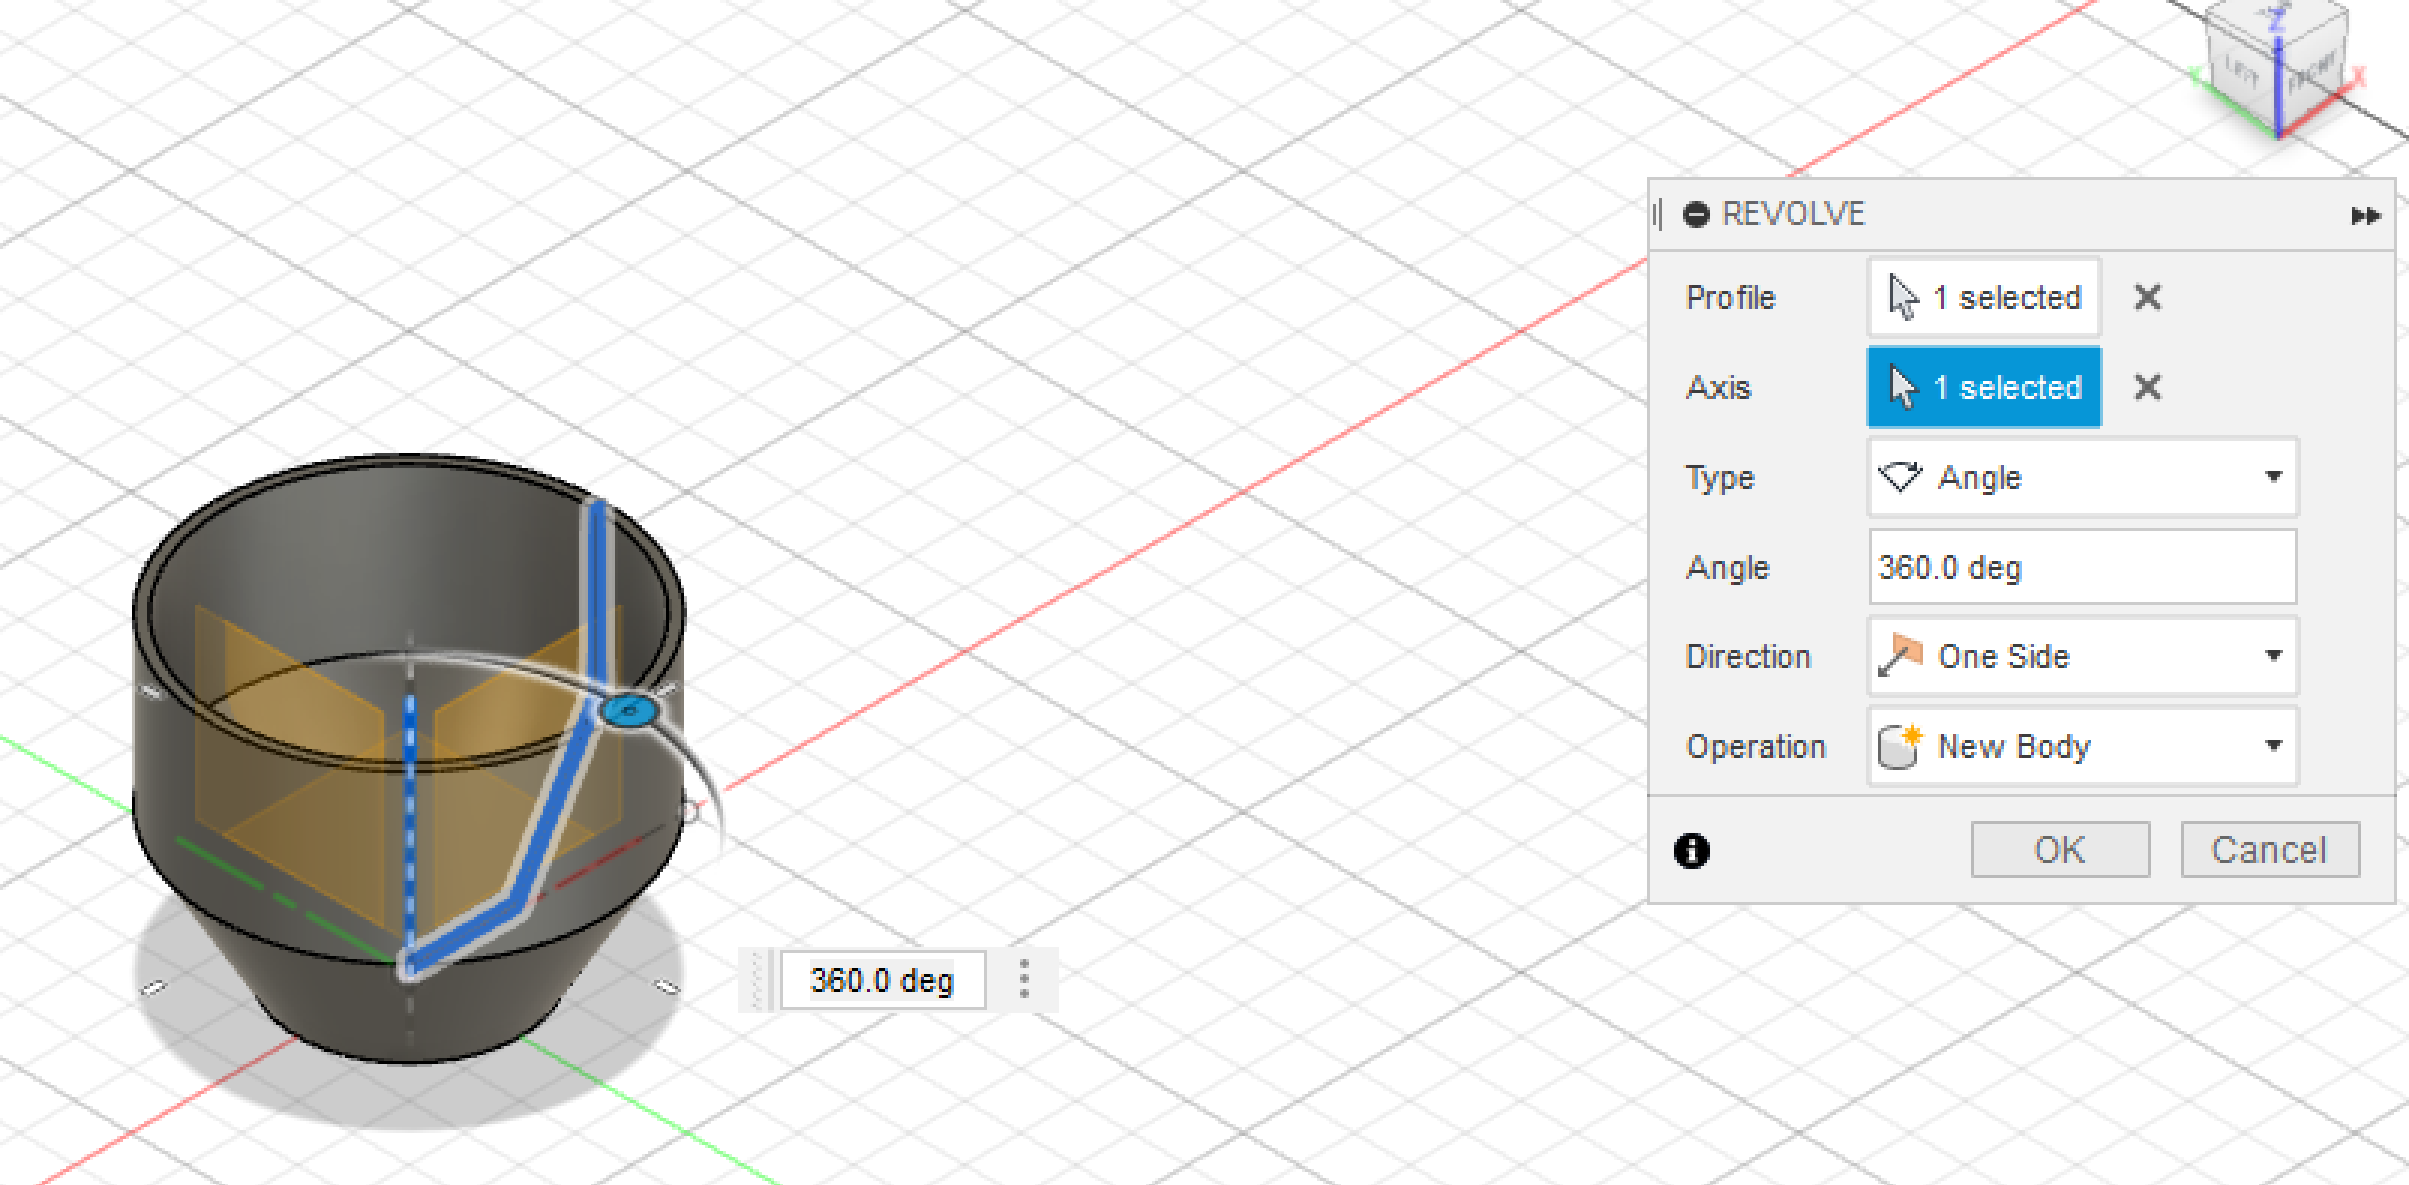 Z
LEFT
FRONT
X
REVOLVE
Profile
1 selected
Axis
1 selected
Type
Angle
Angle
360.0 deg
Direction
One Side
Operation
New Body
OK
Cancel
360.0 deg